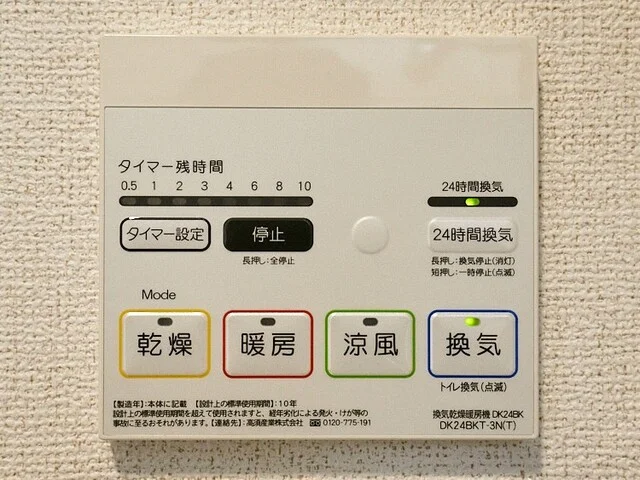 タイマー残時間
0.5 1 2 3 4 6 8 10
24時間換気
タイマー設定
停止
24時間換気
長押し:全停止
長押し:換気停止(消灯)
短押し:一時停止(点滅)
Mode
乾燥
暖房
涼風
換気
トイレ換気(点滅)
【製造年】:本体に記載 【設計上の標準使用期間】:10年
設計上の標準使用期間を超えて使用されますと、経年劣化による発火・けが等の
事故に至るおそれがあります。【連絡先】:高須産業株式会社 0120-775-191
換気乾燥暖房機 DK24BK
DK24BKT-3N(T)